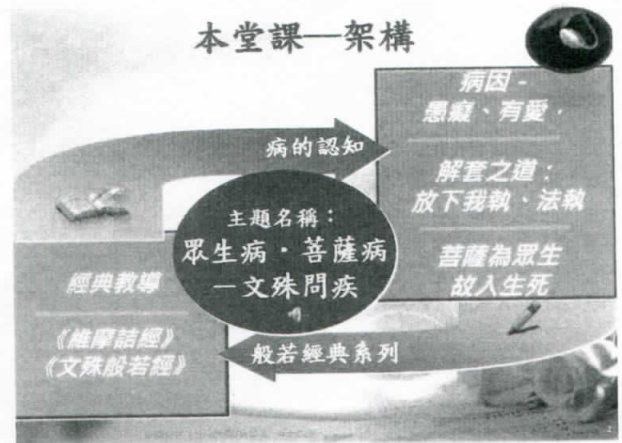 本堂課—架構
病因 -
愚癡、有愛，
病的認知
解套之道：
放下我執、法執
主題名稱：
眾生病・菩薩病
—文殊問疾
菩薩為眾生
故入生死
經典教導
《維摩詰經》
《文殊般若經》
般若經典系列
2